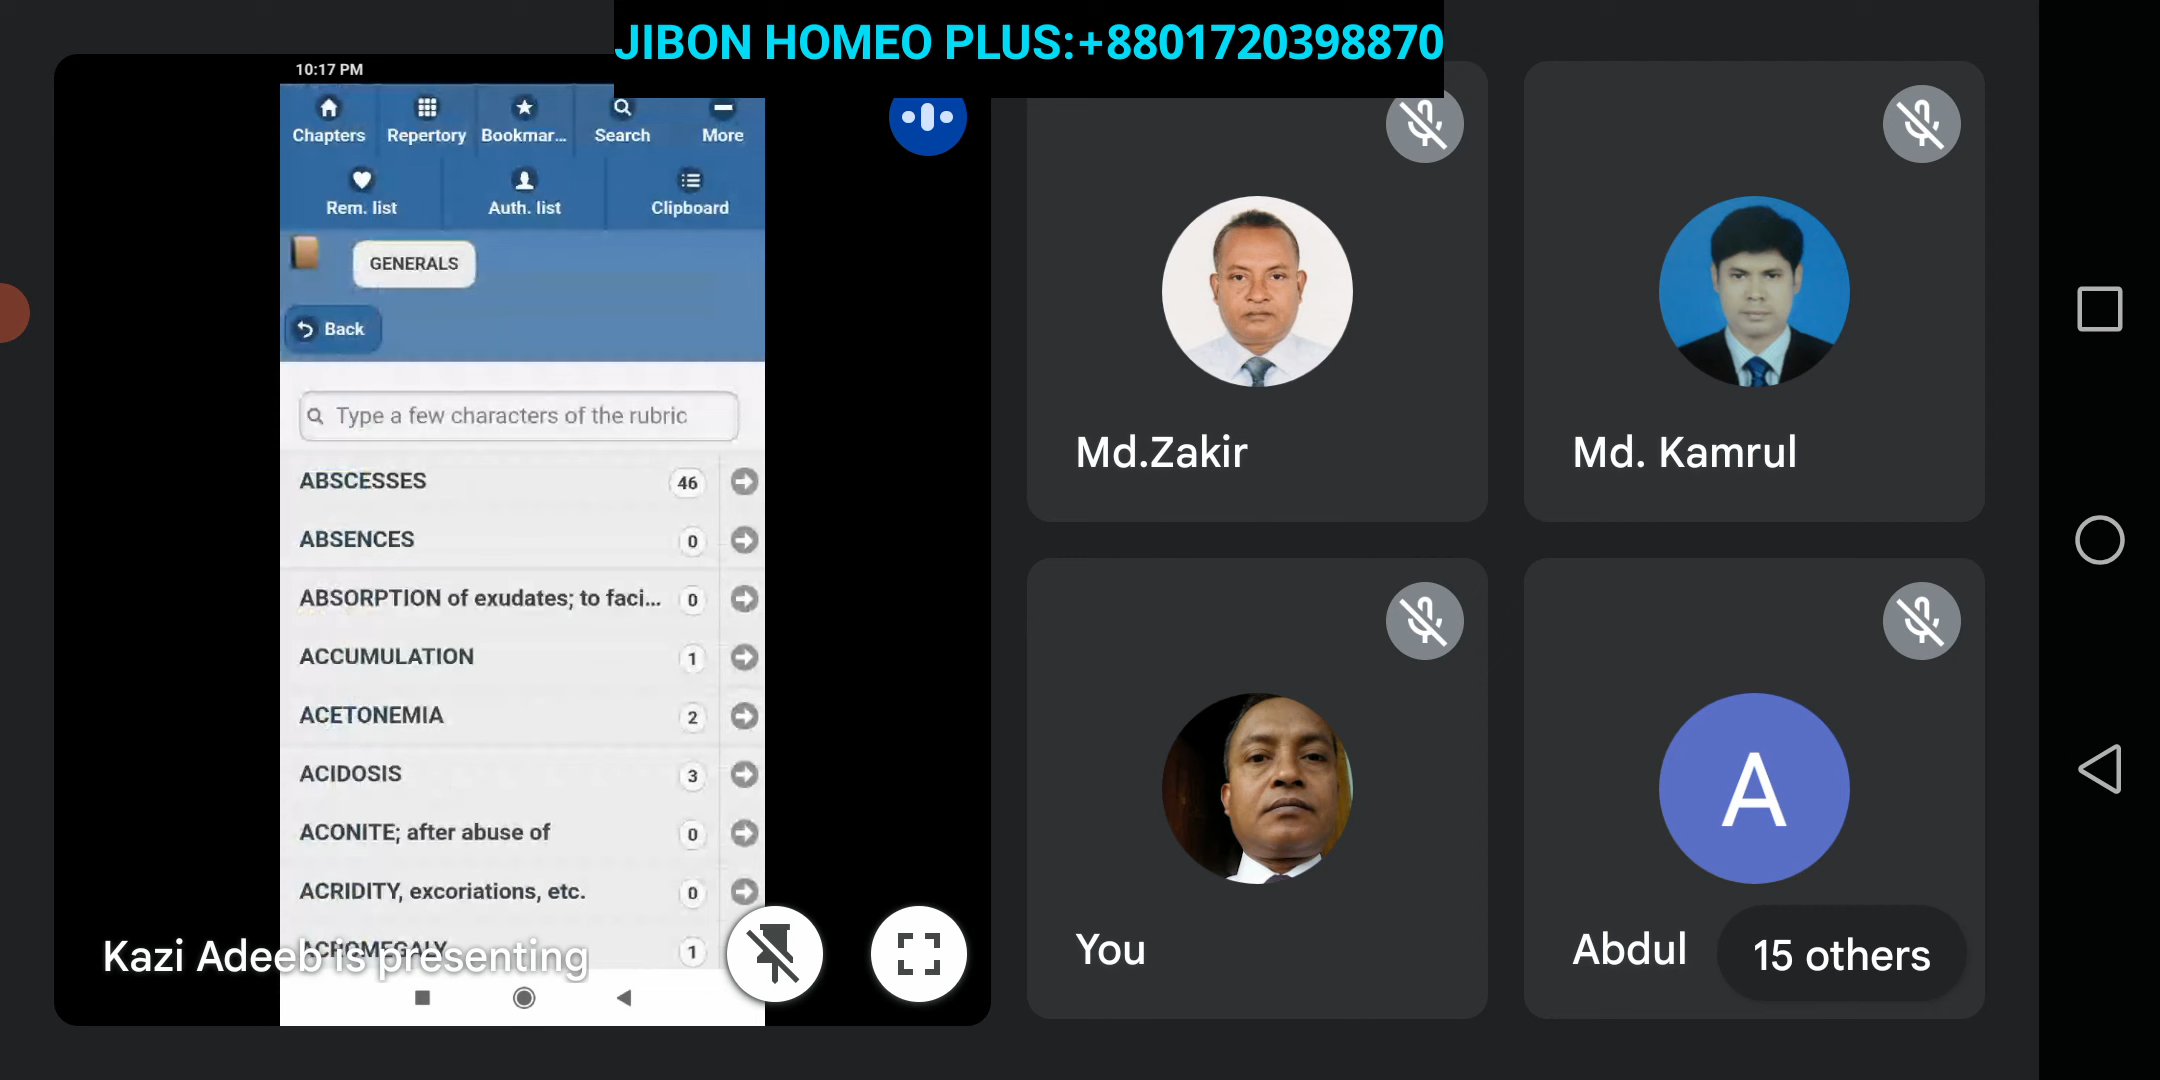 JIBON HOMEO PLUS:+8801720398870
10:17 PM
Chapters Repertory Bookmar... Search More
Rem. list Auth. list Clipboard
GENERALS
Back
Type a few characters of the rubric
ABSCESSES 46
ABSENCES 0
ABSORPTION of exudates; to faci... 0
ACCUMULATION 1
ACETONEMIA 2
ACIDOSIS 3
ACONITE; after abuse of 0
ACRIDITY, excoriations, etc. 0
ACROMEGALY 1
Kazi Adeeb is presenting
Md.Zakir
Md. Kamrul
You
A
Abdul
15 others